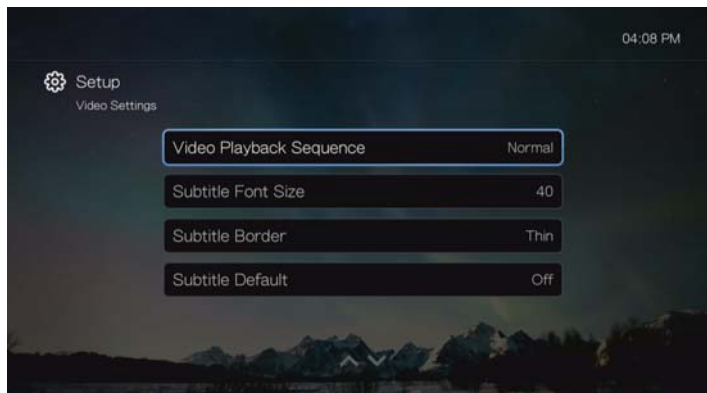 04:08 PM
Setup
Video Settings
Video Playback Sequence Normal
Subtitle Font Size 40
Subtitle Border Thin
Subtitle Default Off